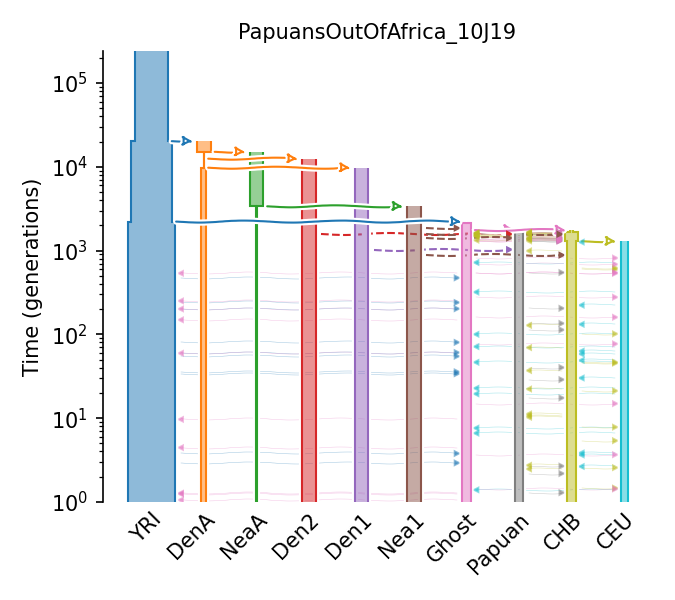 PapuansOutOfAfrica_10J19
Time (generations)
10^5
10^4
10^3
10^2
10^1
10^0
YRI
DenA
NeaA
Den2
Den1
Nea1
Ghost
Papuan
CHB
CEU